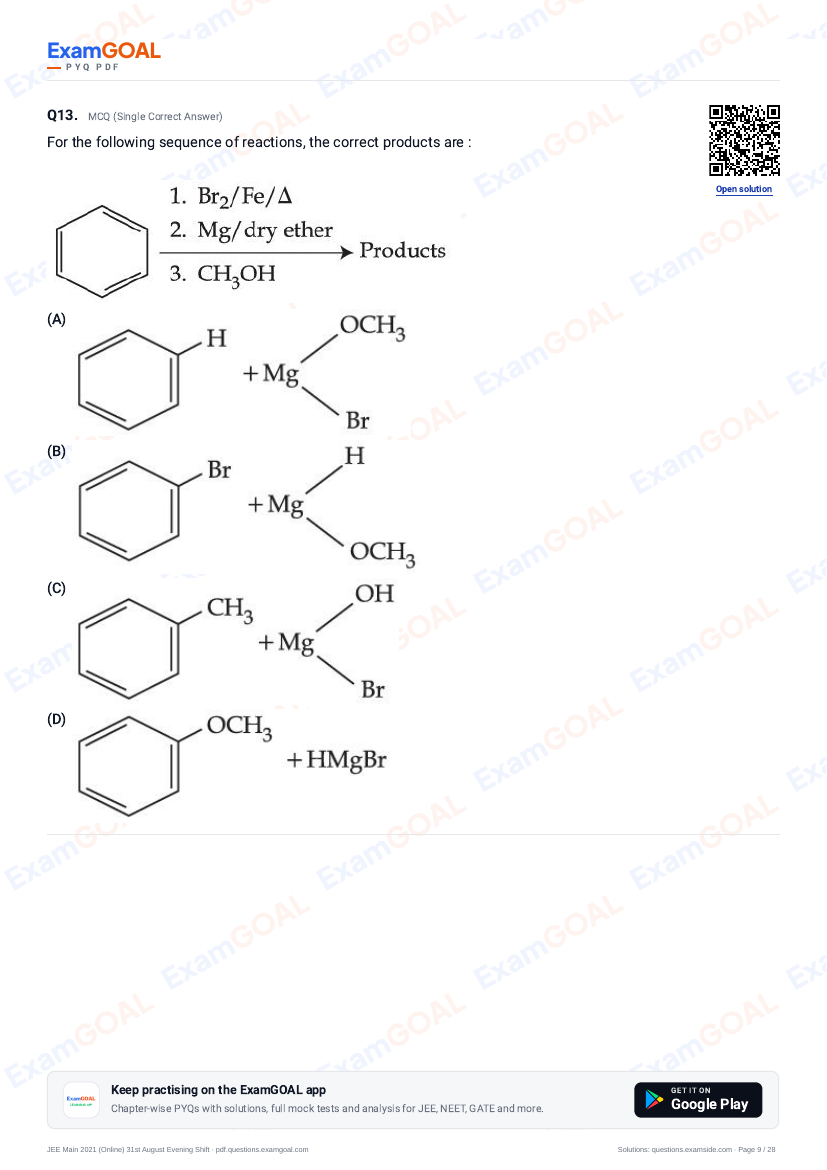 ExamGOAL
PYQ PDF
Q13. MCQ (Single Correct Answer)
For the following sequence of reactions, the correct products are :
Open solution
1. Br₂/Fe/Δ
2. Mg/dry ether
Products
3. CH₃OH
(A)
H
OCH₃
+Mg
Br
(B)
Br
H
+Mg
OCH₃
(C)
CH₃
OH
+Mg
Br
(D)
OCH₃
+HMgBr
ExamGOAL
Keep practising on the ExamGOAL app
Chapter-wise PYQs with solutions, full mock tests and analysis for JEE, NEET, GATE and more.
GET IT ON
Google Play
JEE Main 2021 (Online) 31st August Evening Shift · pdf.questions.examgoal.com
Solutions: questions.examside.com · Page 9 / 28